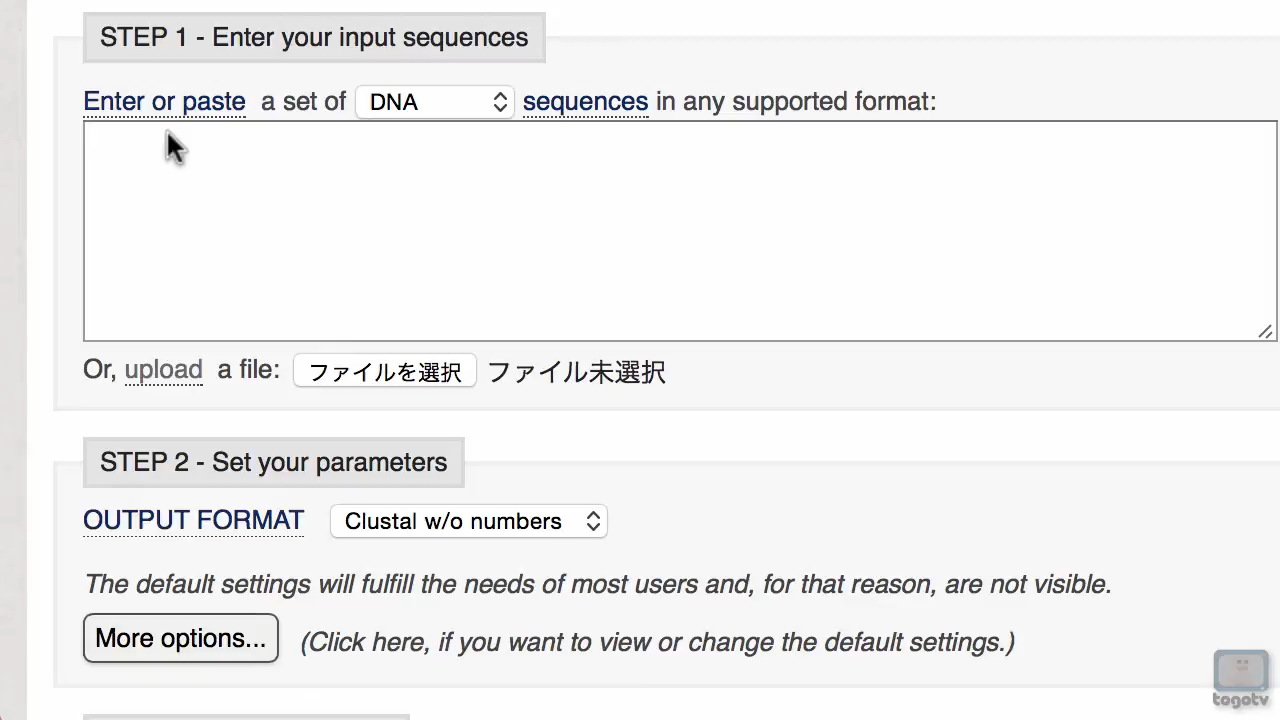 STEP 1 - Enter your input sequences
Enter or paste a set of DNA sequences in any supported format:
Or, upload a file: ファイルを選択 ファイル未選択
STEP 2 - Set your parameters
OUTPUT FORMAT Clustal w/o numbers
The default settings will fulfill the needs of most users and, for that reason, are not visible.
More options... (Click here, if you want to view or change the default settings.)
togotv